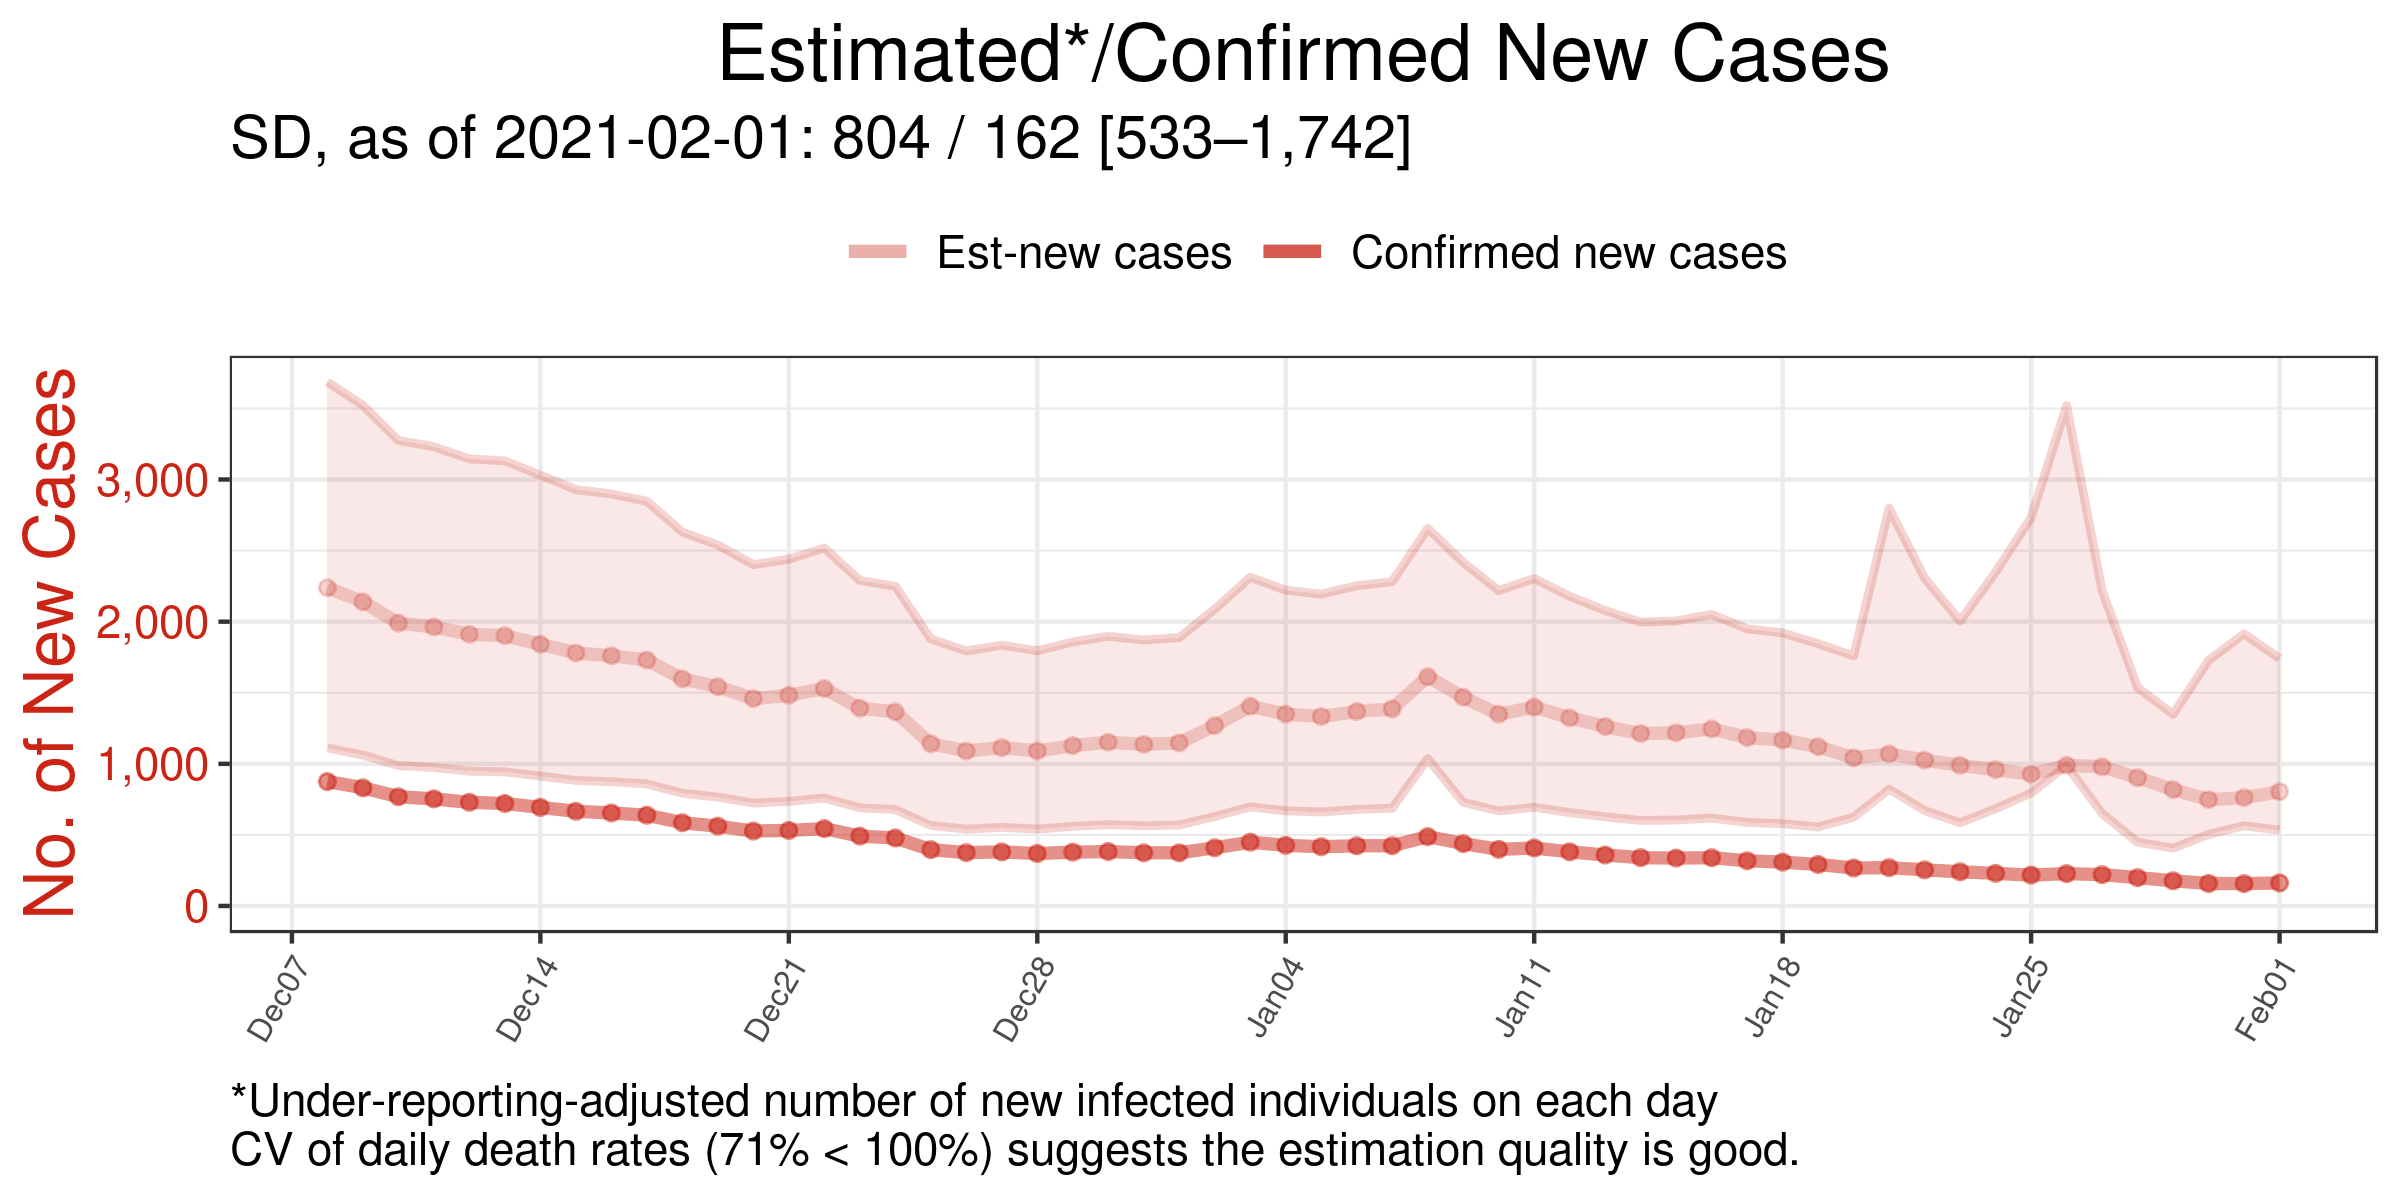 Estimated*/Confirmed New Cases
SD, as of 2021-02-01: 804 / 162 [533–1,742]
Est-new cases
Confirmed new cases
No. of New Cases
3,000
2,000
1,000
0
Dec07
Dec14
Dec21
Dec28
Jan04
Jan11
Jan18
Jan25
Feb01
*Under-reporting-adjusted number of new infected individuals on each day
CV of daily death rates (71% < 100%) suggests the estimation quality is good.